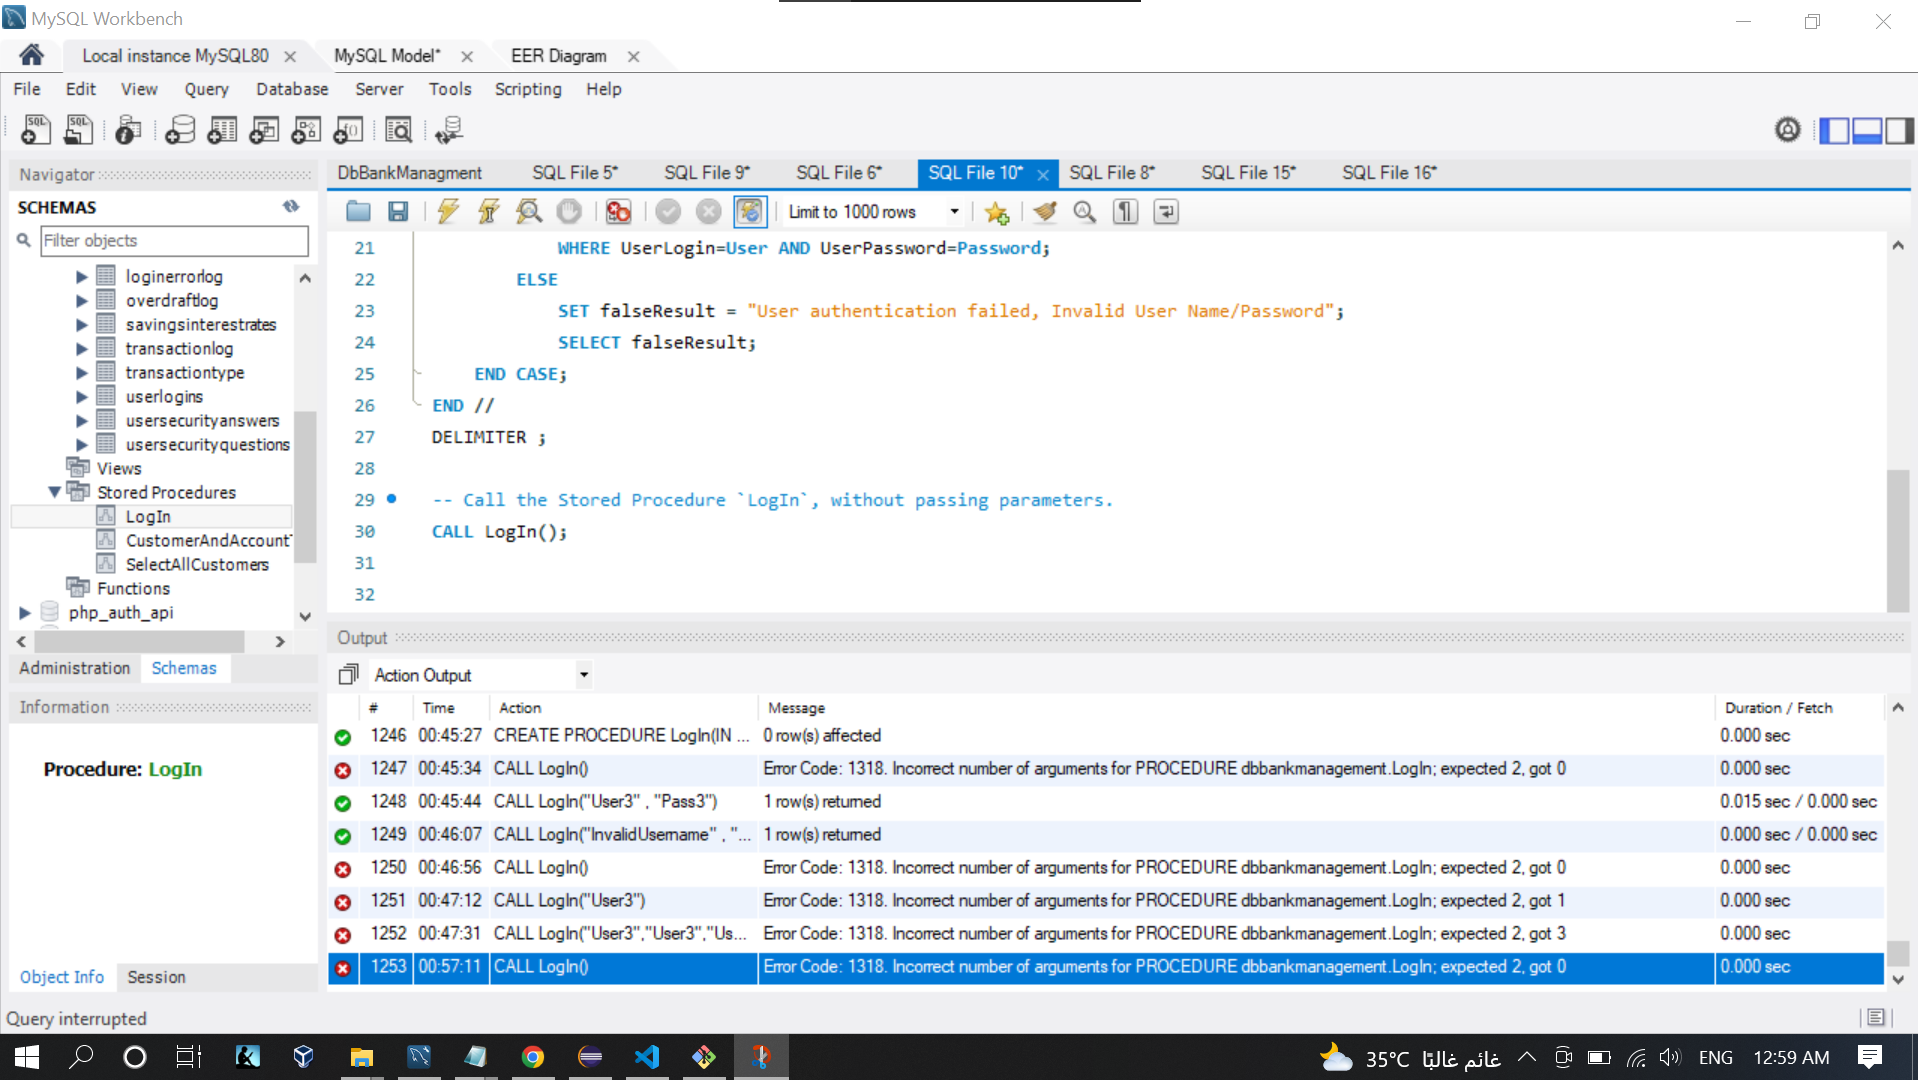 MySQL Workbench
Local instance MySQL80
MySQL Model*
EER Diagram
File Edit View Query Database Server Tools Scripting Help
Navigator
SCHEMAS
Filter objects
loginerrorlog
overdraftlog
savingsinterestrates
transactionlog
transactiontype
userlogins
usersecurityanswers
usersecurityquestions
Views
Stored Procedures
LogIn
CustomerAndAccount
SelectAllCustomers
Functions
php_auth_api
Administration Schemas
Information
Procedure: LogIn
Object Info Session
DbBankManagment SQL File 5* SQL File 9* SQL File 6* SQL File 10* SQL File 8* SQL File 15* SQL File 16*
Limit to 1000 rows
21 WHERE UserLogin=User AND UserPassword=Password;
22 ELSE
23 SET falseResult = "User authentication failed, Invalid User Name/Password";
24 SELECT falseResult;
25 END CASE;
26 END //
27 DELIMITER ;
28
29 -- Call the Stored Procedure `LogIn`, without passing parameters.
30 CALL LogIn();
31
32
Output
Action Output
# Time Action Message Duration / Fetch
1246 00:45:27 CREATE PROCEDURE LogIn(IN ... 0 row(s) affected 0.000 sec
1247 00:45:34 CALL LogIn() Error Code: 1318. Incorrect number of arguments for PROCEDURE dbbankmanagement.LogIn; expected 2, got 0 0.000 sec
1248 00:45:44 CALL LogIn("User3" , "Pass3") 1 row(s) returned 0.015 sec / 0.000 sec
1249 00:46:07 CALL LogIn("InvalidUsername" , "... 1 row(s) returned 0.000 sec / 0.000 sec
1250 00:46:56 CALL LogIn() Error Code: 1318. Incorrect number of arguments for PROCEDURE dbbankmanagement.LogIn; expected 2, got 0 0.000 sec
1251 00:47:12 CALL LogIn("User3") Error Code: 1318. Incorrect number of arguments for PROCEDURE dbbankmanagement.LogIn; expected 2, got 1 0.000 sec
1252 00:47:31 CALL LogIn("User3","User3","Us... Error Code: 1318. Incorrect number of arguments for PROCEDURE dbbankmanagement.LogIn; expected 2, got 3 0.000 sec
1253 00:57:11 CALL LogIn() Error Code: 1318. Incorrect number of arguments for PROCEDURE dbbankmanagement.LogIn; expected 2, got 0 0.000 sec
Query interrupted
35°C غائم غالبًا ENG 12:59 AM